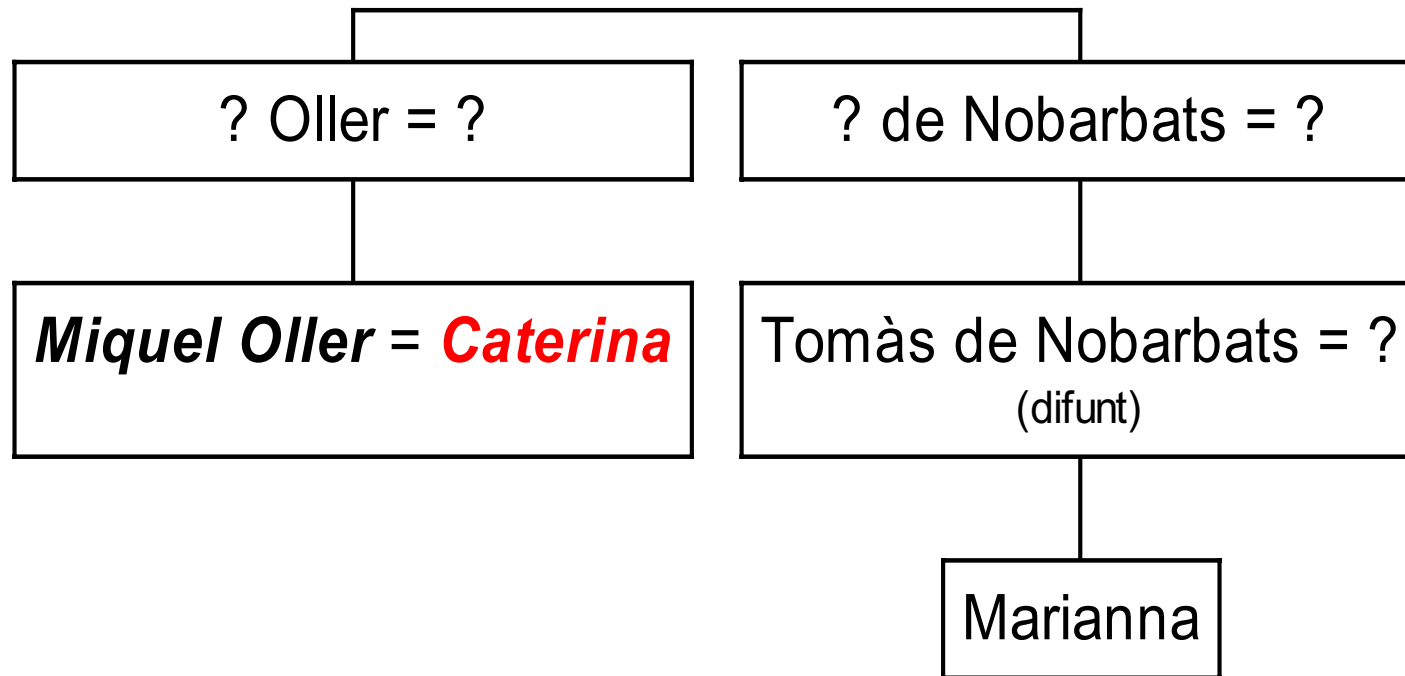 ? Oller = ?
? de Nobarbats = ?
Miquel Oller = Caterina
Tomàs de Nobarbats = ?
(difunt)
Marianna